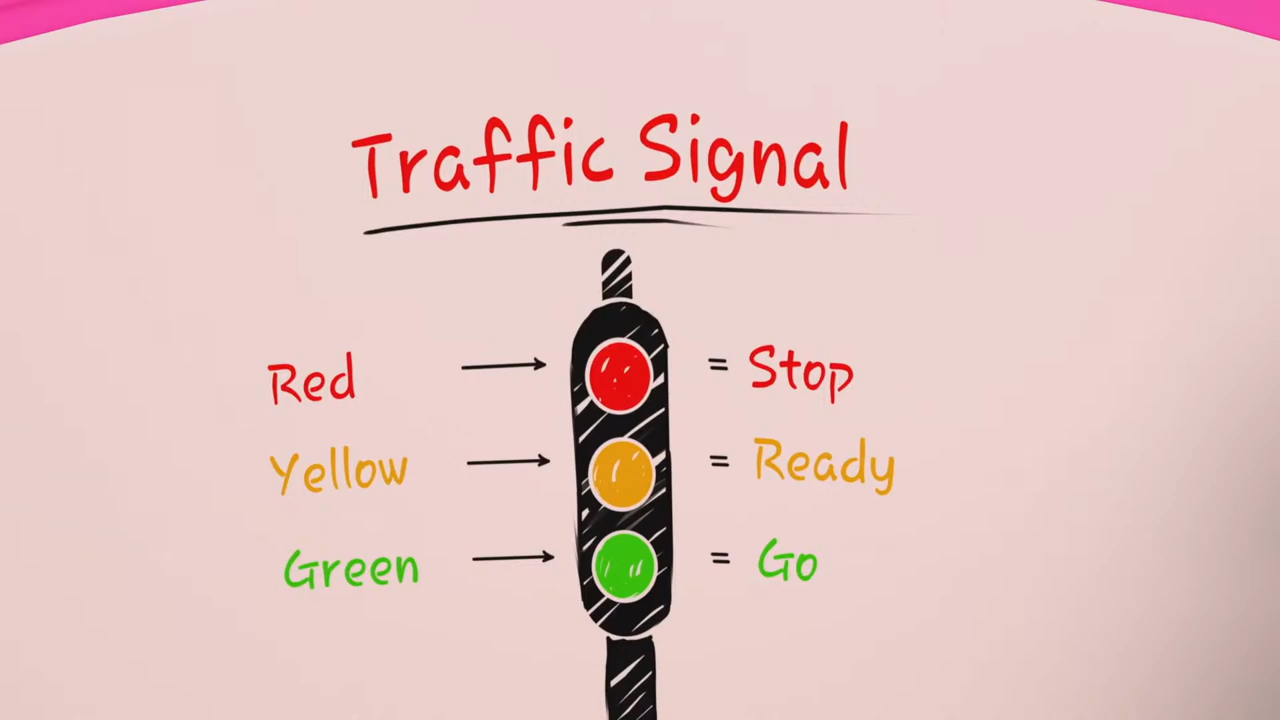 Traffic Signal
Red → = Stop
Yellow → = Ready
Green → = Go